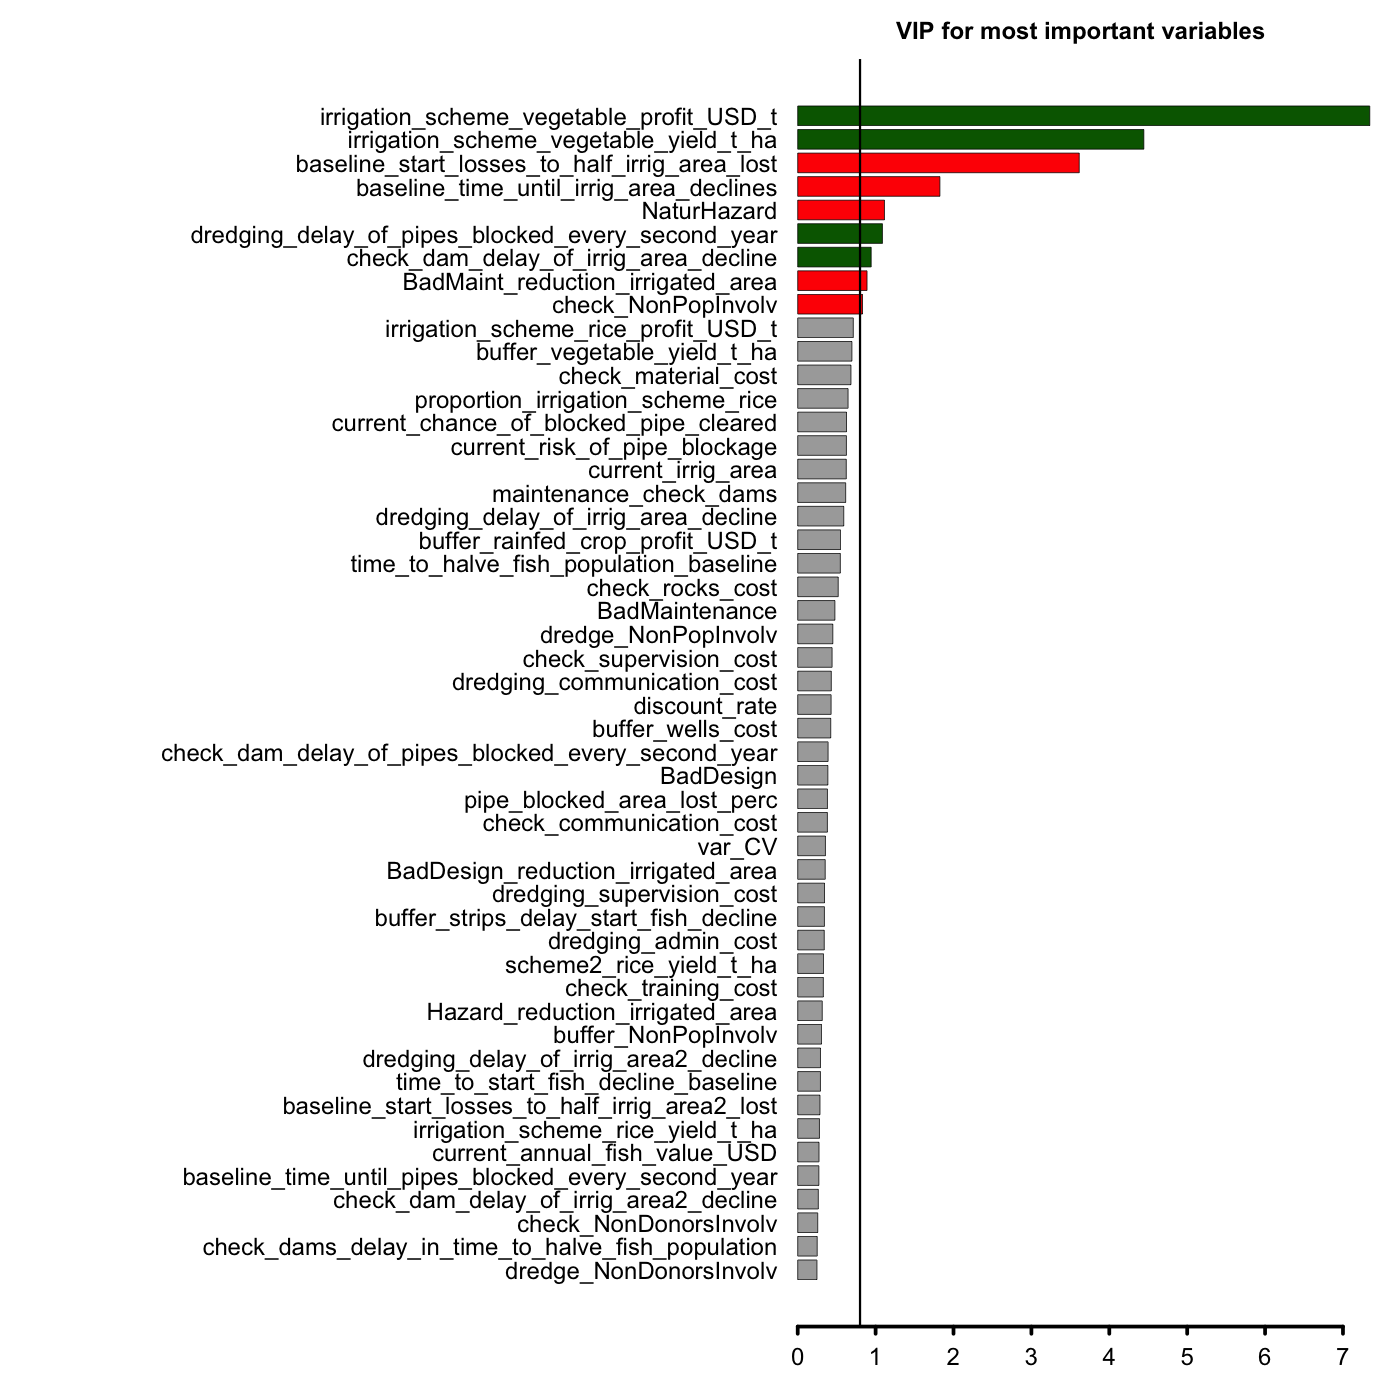 VIP for most important variables
irrigation_scheme_vegetable_profit_USD_t
irrigation_scheme_vegetable_yield_t_ha
baseline_start_losses_to_half_irrig_area_lost
baseline_time_until_irrig_area_declines
NaturHazard
dredging_delay_of_pipes_blocked_every_second_year
check_dam_delay_of_irrig_area_decline
BadMaint_reduction_irrigated_area
check_NonPopInvolv
irrigation_scheme_rice_profit_USD_t
buffer_vegetable_yield_t_ha
check_material_cost
proportion_irrigation_scheme_rice
current_chance_of_blocked_pipe_cleared
current_risk_of_pipe_blockage
current_irrig_area
maintenance_check_dams
dredging_delay_of_irrig_area_decline
buffer_rainfed_crop_profit_USD_t
time_to_halve_fish_population_baseline
check_rocks_cost
BadMaintenance
dredge_NonPopInvolv
check_supervision_cost
dredging_communication_cost
discount_rate
buffer_wells_cost
check_dam_delay_of_pipes_blocked_every_second_year
BadDesign
pipe_blocked_area_lost_perc
check_communication_cost
var_CV
BadDesign_reduction_irrigated_area
dredging_supervision_cost
buffer_strips_delay_start_fish_decline
dredging_admin_cost
scheme2_rice_yield_t_ha
check_training_cost
Hazard_reduction_irrigated_area
buffer_NonPopInvolv
dredging_delay_of_irrig_area2_decline
time_to_start_fish_decline_baseline
baseline_start_losses_to_half_irrig_area2_lost
irrigation_scheme_rice_yield_t_ha
current_annual_fish_value_USD
baseline_time_until_pipes_blocked_every_second_year
check_dam_delay_of_irrig_area2_decline
check_NonDonorsInvolv
check_dams_delay_in_time_to_halve_fish_population
dredge_NonDonorsInvolv
0 1 2 3 4 5 6 7